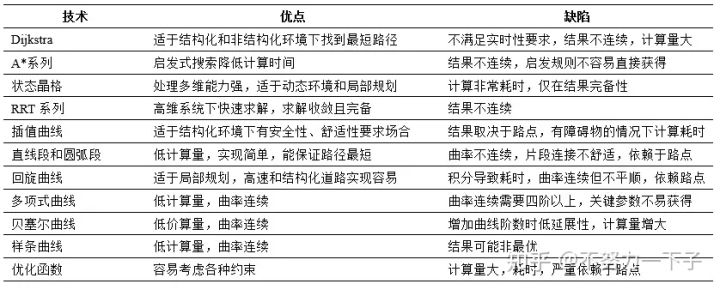 技术 优点 缺陷
Dijkstra 适于结构化和非结构化环境下找到最短路径 不满足实时性要求，结果不连续，计算量大
A*系列 启发式搜索降低计算时间 结果不连续，启发规则不容易直接获得
状态晶格 处理多维能力强，适于动态环境和局部规划 计算非常耗时，仅在结果完备性
RRT 系列 高维系统下快速求解，求解收敛且完备 结果不连续
插值曲线 适于结构化环境下有安全性、舒适性要求场合 结果取决于路点，有障碍物的情况下计算耗时
直线段和圆弧段 低计算量，实现简单，能保证路径最短 曲率不连续，片段连接不舒适，依赖于路点
回旋曲线 适于局部规划，高速和结构化道路实现容易 积分导致耗时，曲率连续但不平顺，依赖路点
多项式曲线 低计算量，曲率连续 曲率连续需要四阶以上，关键参数不易获得
贝塞尔曲线 低价算量，曲率连续 增加曲线阶数时低延展性，计算量增大
样条曲线 低计算量，曲率连续 结果可能非最优
优化函数 容易考虑各种约束 计算量大，耗时，严重依赖于路点
知乎 @不努力一下子